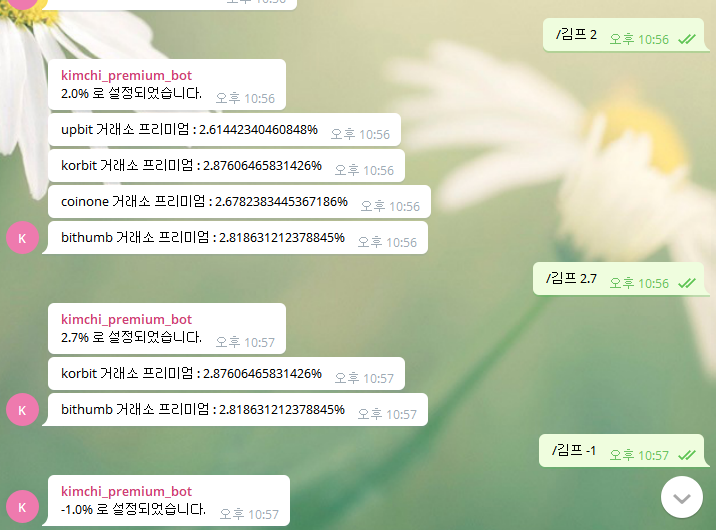 오후 10:56
/김프 2 오후 10:56
kimchi_premium_bot
2.0% 로 설정되었습니다. 오후 10:56
upbit 거래소 프리미엄 : 2.61442340460848% 오후 10:56
korbit 거래소 프리미엄 : 2.87606465831426% 오후 10:56
coinone 거래소 프리미엄 : 2.6782383445367186% 오후 10:56
K
bithumb 거래소 프리미엄 : 2.818631212378845% 오후 10:56
/김프 2.7 오후 10:56
kimchi_premium_bot
2.7% 로 설정되었습니다. 오후 10:57
korbit 거래소 프리미엄 : 2.87606465831426% 오후 10:57
K
bithumb 거래소 프리미엄 : 2.818631212378845% 오후 10:57
/김프 -1 오후 10:57
kimchi_premium_bot
K
-1.0% 로 설정되었습니다. 오후 10:57